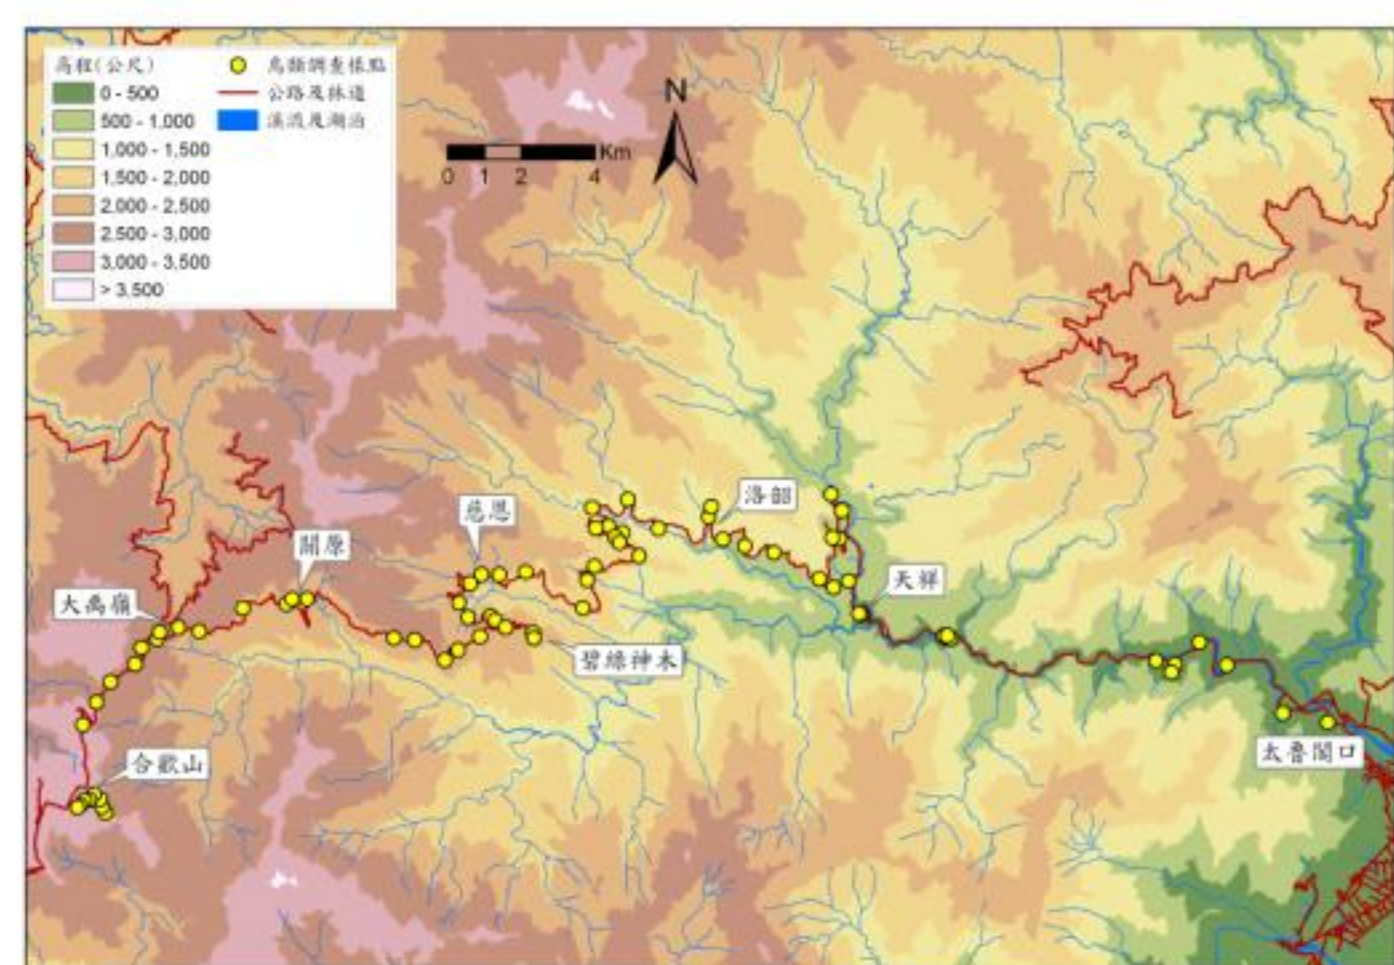 高程(公尺)
0 - 500
500 - 1,000
1,000 - 1,500
1,500 - 2,000
2,000 - 2,500
2,500 - 3,000
3,000 - 3,500
> 3,500
鳥類調查樣點
公路及林道
溪流及湖泊
N
Km
0 1 2 4
洛韶
慈恩
關原
天祥
大禹嶺
碧綠神木
太魯閣口
合歡山